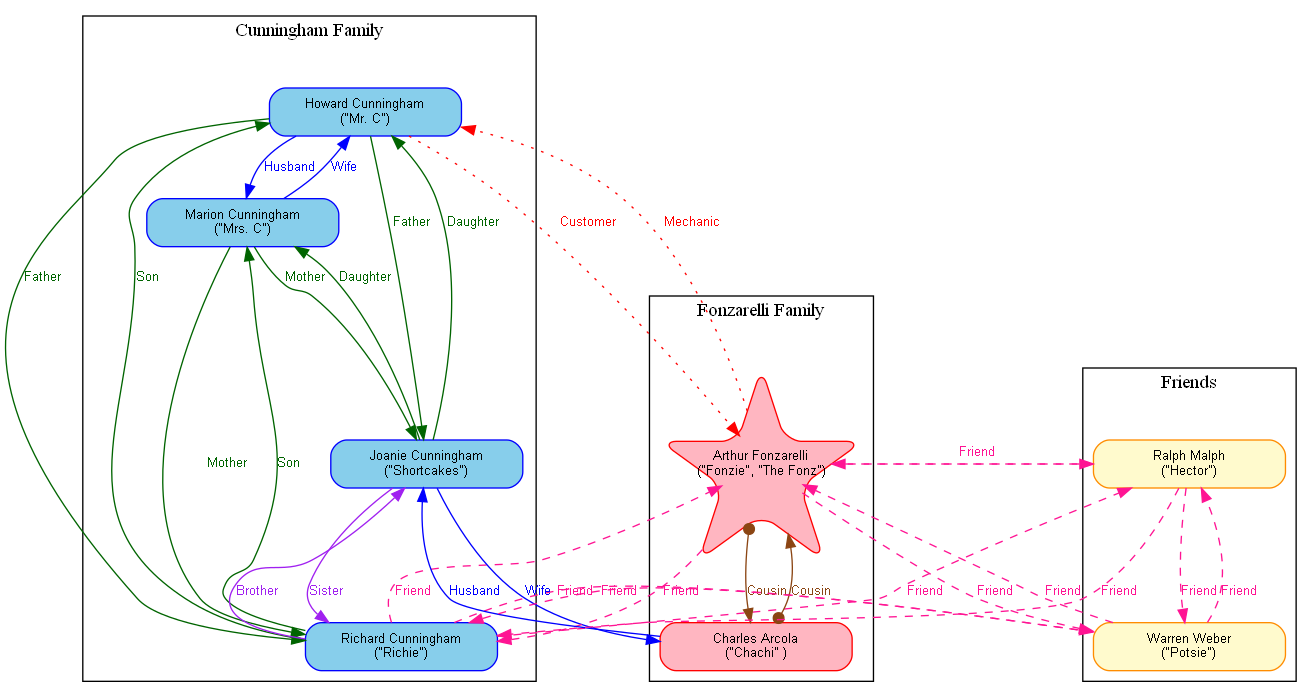 Cunningham Family
Howard Cunningham
("Mr. C")
Husband Wife
Marion Cunningham
("Mrs. C")
Father Daughter
Customer Mechanic
Father Son
Mother Daughter
Fonzarelli Family
Friends
Joanie Cunningham
("Shortcakes")
Arthur Fonzarelli
("Fonzie", "The Fonz")
Friend
Ralph Malph
("Hector")
Mother Son
Brother Sister Friend Husband Wife Friend Friend Friend Cousin Cousin Friend Friend Friend Friend Friend
Richard Cunningham
("Richie")
Charles Arcola
("Chachi" )
Warren Weber
("Potsie")